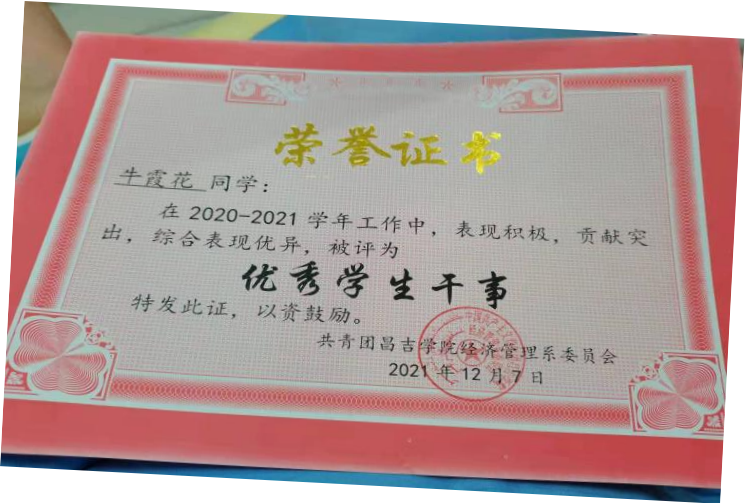 荣誉证书
牛霞花 同学：
在 2020-2021 学年工作中，表现积极，贡献突
出，综合表现优异，被评为
优秀学生干事
特发此证，以资鼓励。
共青团昌吉学院经济管理系委员会
2021 年 12 月 7 日